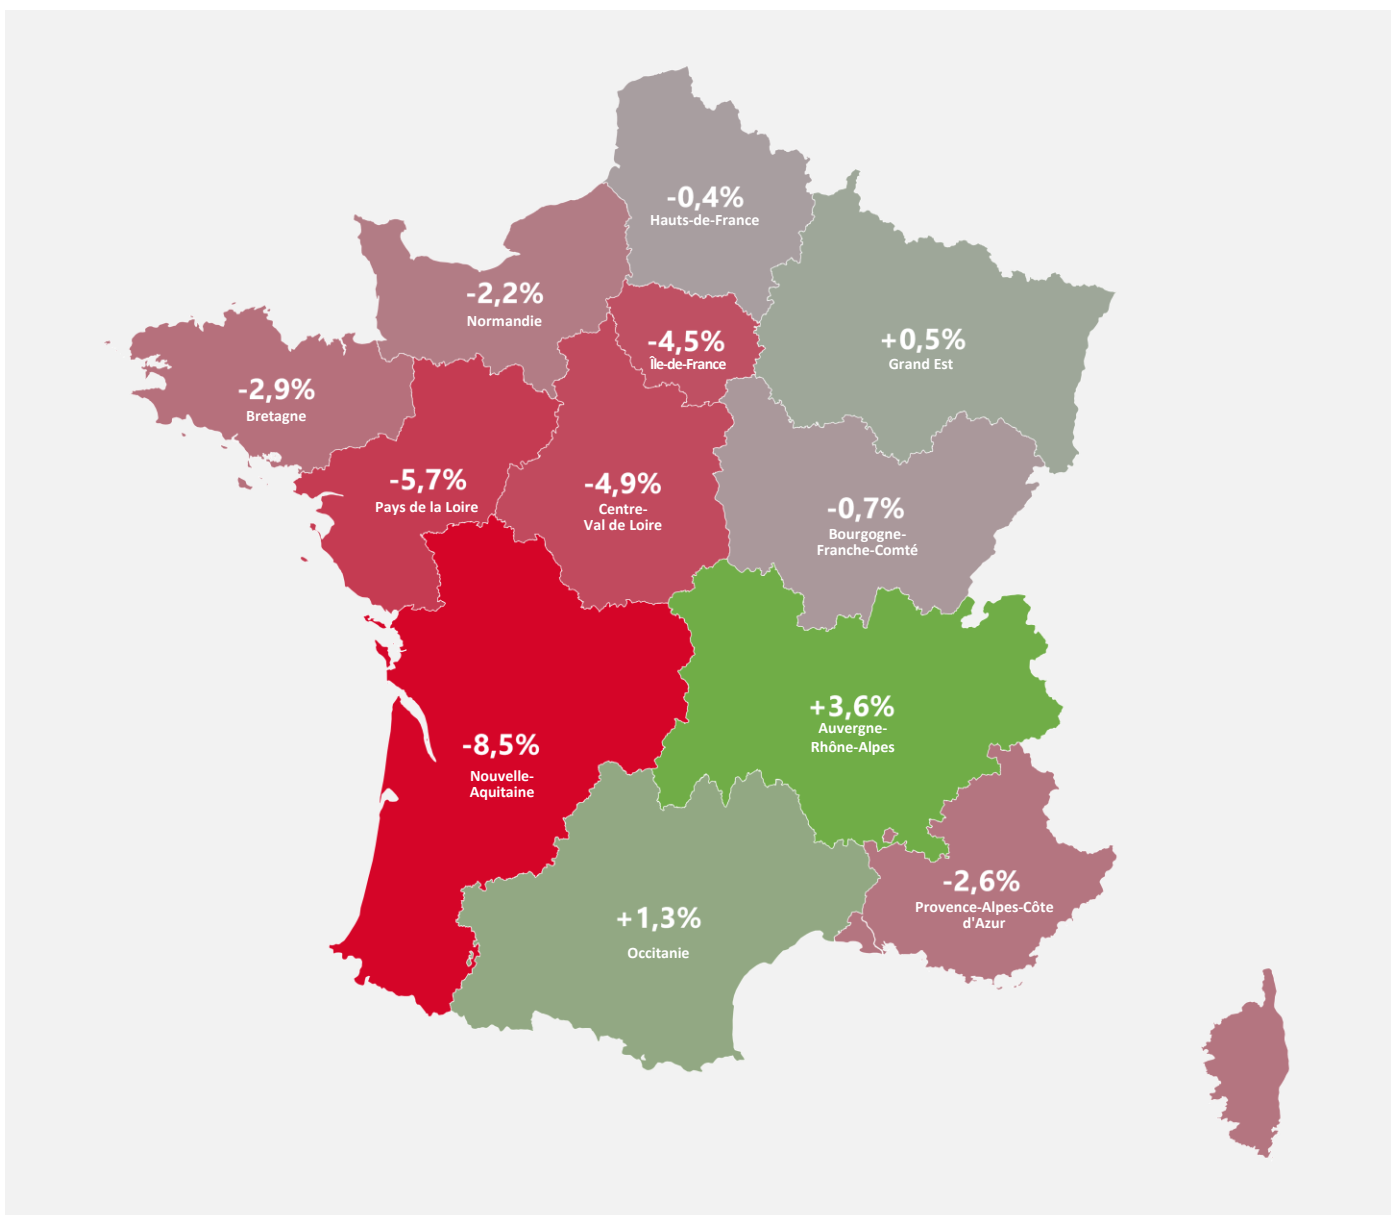 -0,4%
Hauts-de-France
-2,2%
Normandie
-4,5%
Île-de-France
+0,5%
Grand Est
-2,9%
Bretagne
-5,7%
Pays de la Loire
-4,9%
Centre-
Val de Loire
-0,7%
Bourgogne-
Franche-Comté
+3,6%
Auvergne-
Rhône-Alpes
-8,5%
Nouvelle-
Aquitaine
-2,6%
Provence-Alpes-Côte
d'Azur
+1,3%
Occitanie